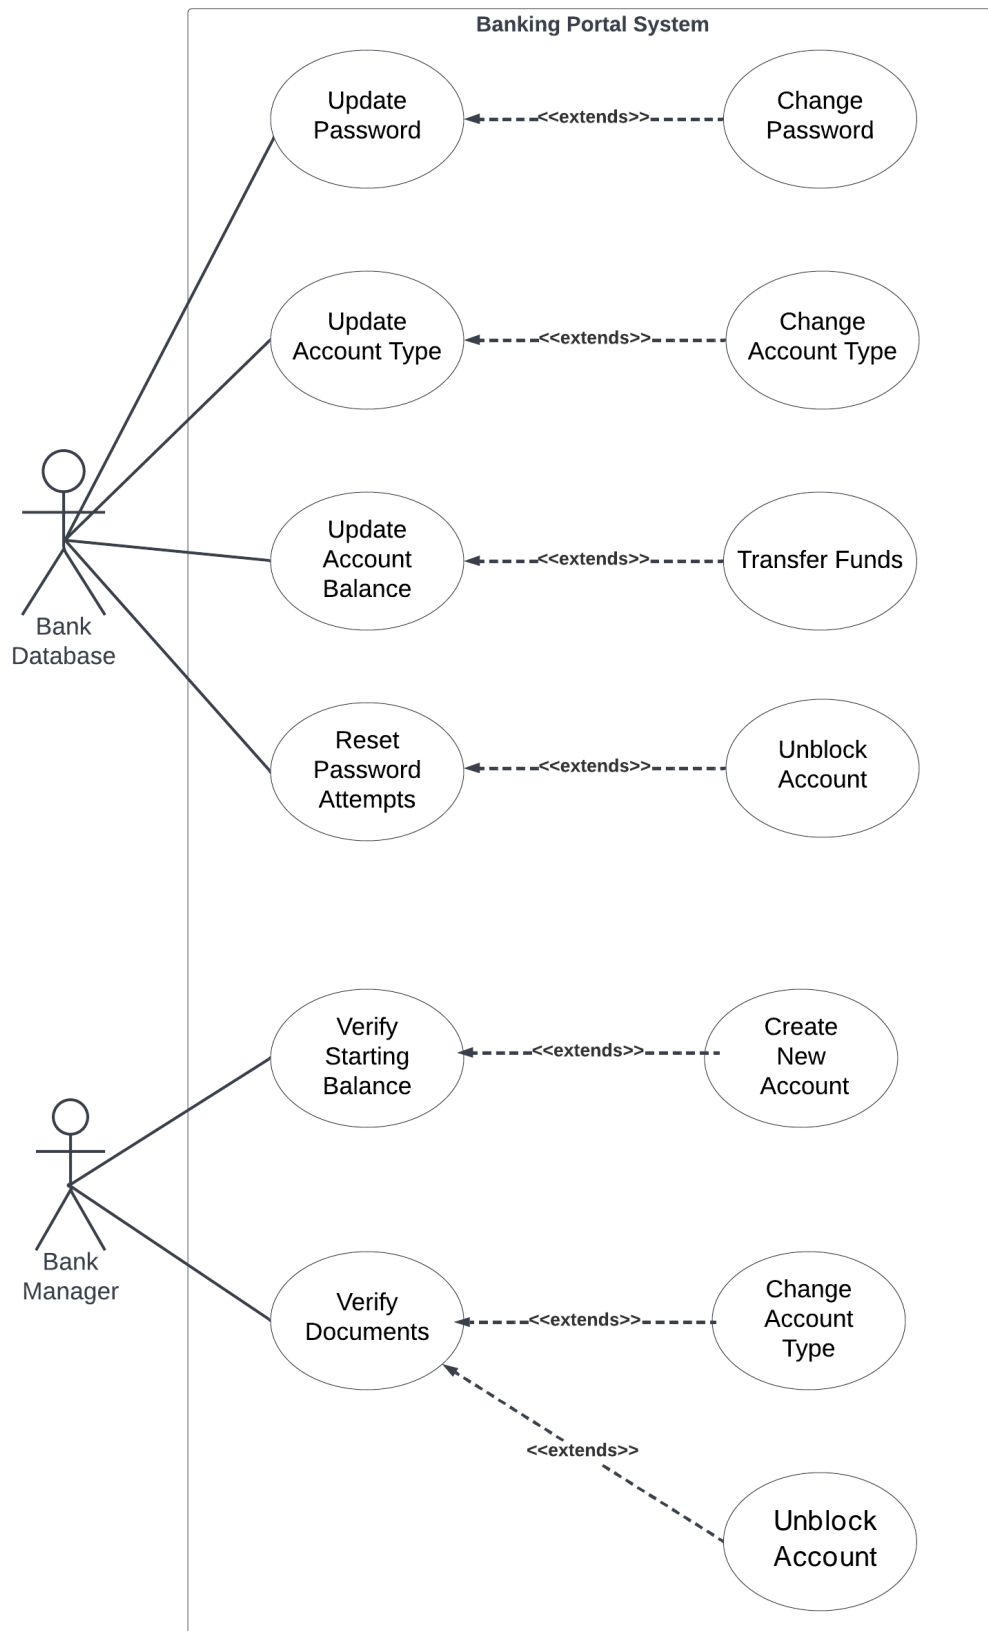 Banking Portal System
Update
Password
<<extends>>
Change
Password
Update
Account Type
<<extends>>
Change
Account Type
Update
Account
Balance
<<extends>>
Transfer Funds
Bank
Database
Reset
Password
Attempts
<<extends>>
Unblock
Account
Verify
Starting
Balance
<<extends>>
Create
New
Account
Bank
Manager
Verify
Documents
<<extends>>
Change
Account
Type
<<extends>>
Unblock
Account